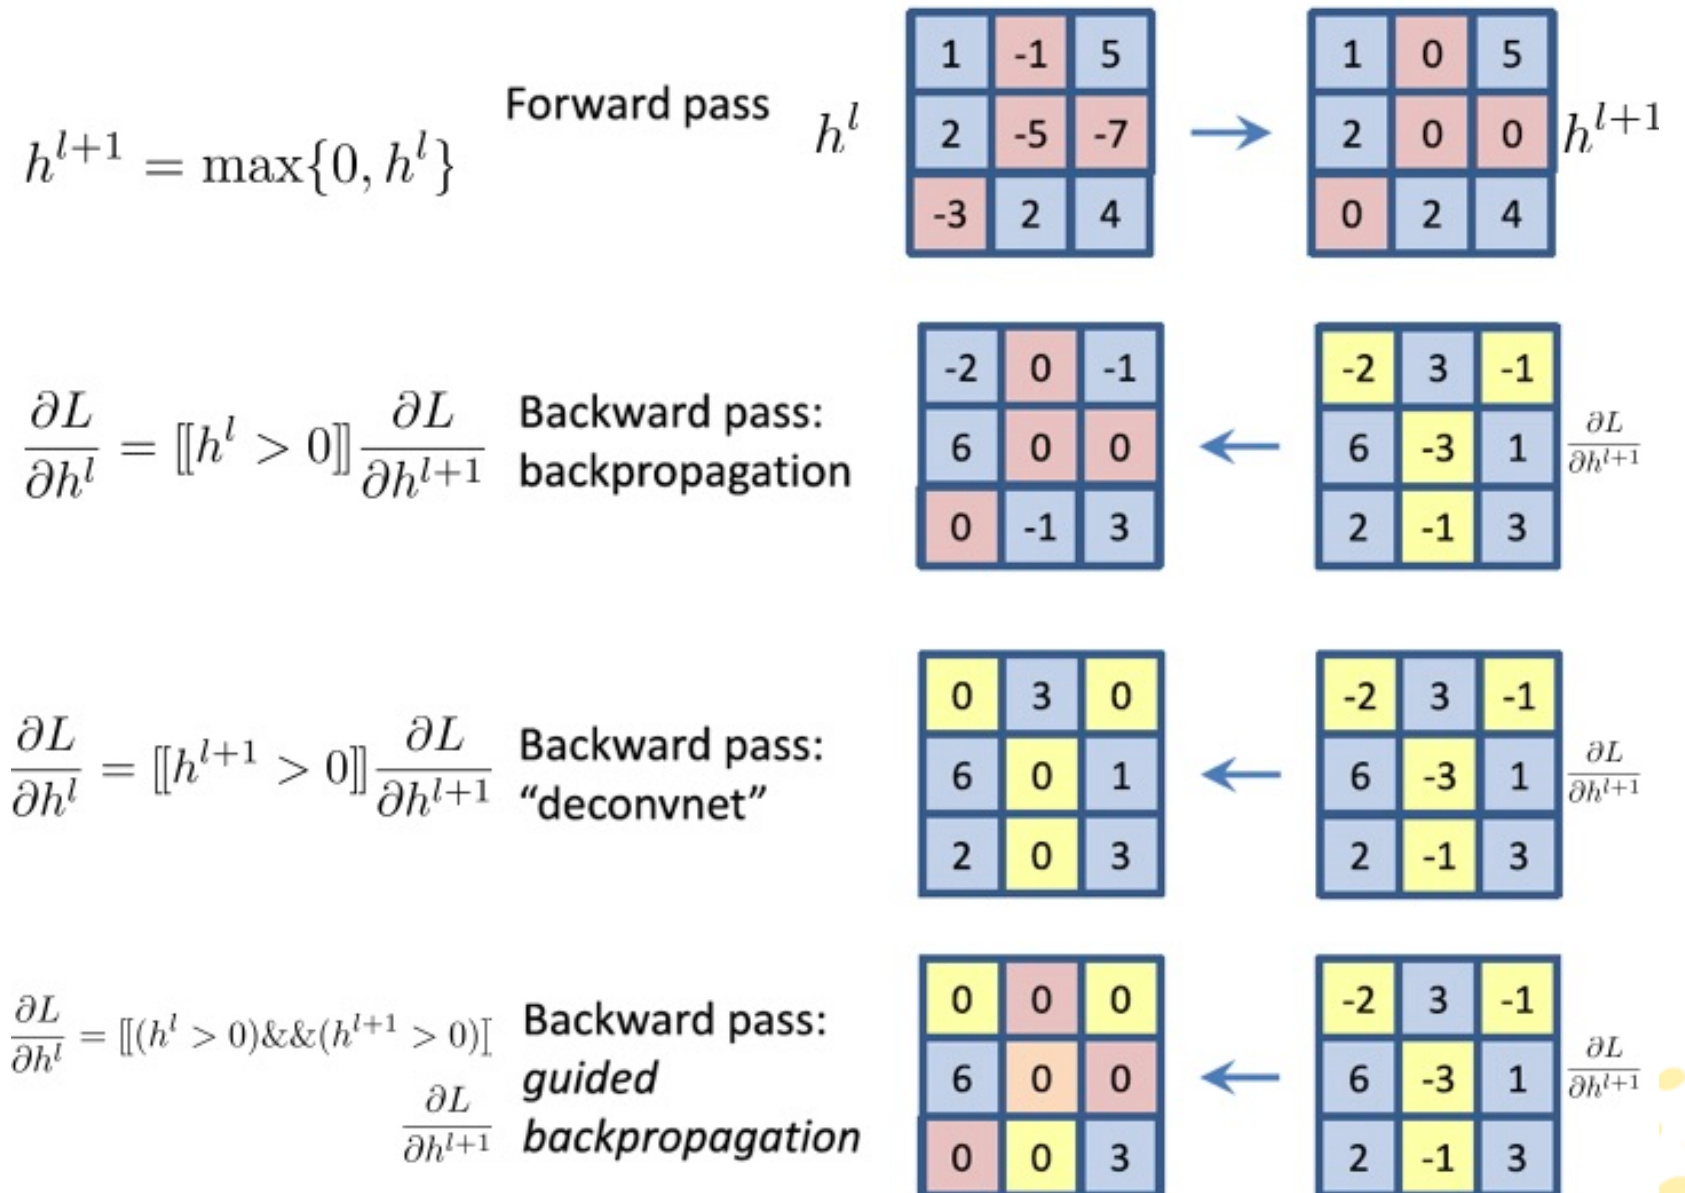 h^{l+1} = max{0, h^l}
Forward pass
h^l
1 -1 5
2 -5 -7
-3 2 4
1 0 5
2 0 0
0 2 4
h^{l+1}
∂L/∂h^l = [[h^l > 0]] ∂L/∂h^{l+1}
Backward pass:
backpropagation
-2 0 -1
6 0 0
0 -1 3
-2 3 -1
6 -3 1
2 -1 3
∂L/∂h^{l+1}
∂L/∂h^l = [[h^{l+1} > 0]] ∂L/∂h^{l+1}
Backward pass:
“deconvnet”
0 3 0
6 0 1
2 0 3
-2 3 -1
6 -3 1
2 -1 3
∂L/∂h^{l+1}
∂L/∂h^l = [[(h^l > 0)&&(h^{l+1} > 0)]]
∂L/∂h^{l+1}
Backward pass:
guided
backpropagation
0 0 0
6 0 0
0 0 3
-2 3 -1
6 -3 1
2 -1 3
∂L/∂h^{l+1}